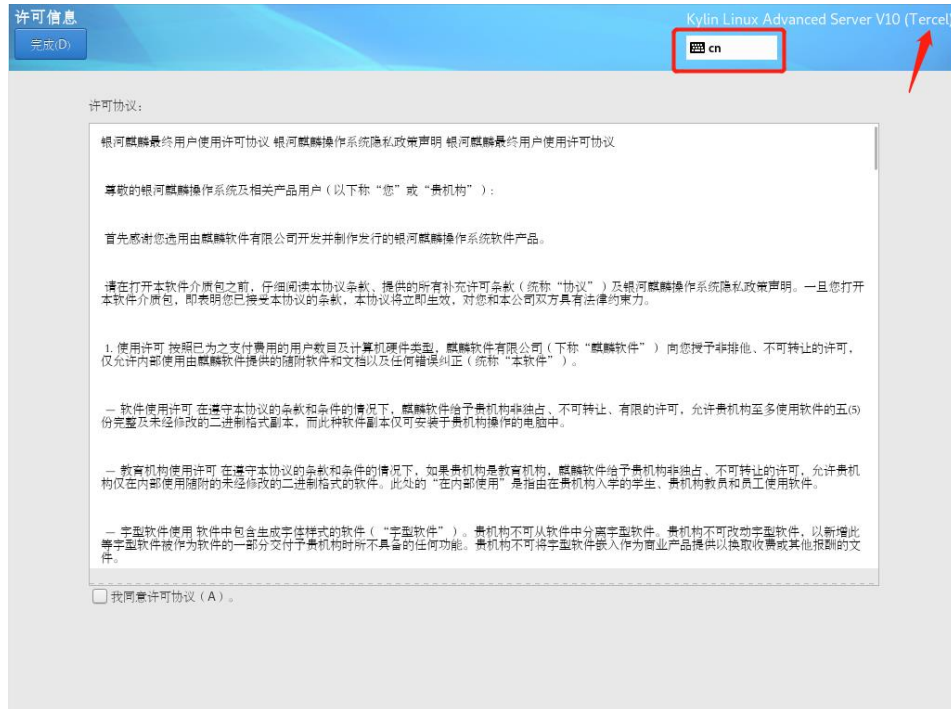 许可信息
Kylin Linux Advanced Server V10 (Tercel)
完成(D)
cn
许可协议：
银河麒麟最终用户使用许可协议 银河麒麟操作系统隐私政策声明 银河麒麟最终用户使用许可协议
尊敬的银河麒麟操作系统及相关产品用户（以下称“您”或“贵机构”）：
首先感谢您选用由麒麟软件有限公司开发并制作发行的银河麒麟操作系统软件产品。
请在打开本软件介质包之前，仔细阅读本协议条款、提供的所有补充许可条款（统称“协议”）及银河麒麟操作系统隐私政策声明。一旦您打开
本软件介质包，即表明您已接受本协议的条款，本协议将立即生效，对您和本公司双方具有法律约束力。
1. 使用许可 按照已为之支付费用的用户数目及计算机硬件类型，麒麟软件有限公司（下称“麒麟软件”）向您授予非排他、不可转让的许可，
仅允许内部使用由麒麟软件提供的随附软件和文档以及任何错误纠正（统称“本软件”）。
— 软件使用许可 在遵守本协议的条款和条件的情况下，麒麟软件给予贵机构非独占、不可转让、有限的许可，允许贵机构至多使用软件的五(5)
份完整及未经修改的二进制格式副本，而此种软件副本仅可安装于贵机构操作的电脑中。
— 教育机构使用许可 在遵守本协议的条款和条件的情况下，如果贵机构是教育机构，麒麟软件给予贵机构非独占、不可转让的许可，允许贵机
构仅在内部使用随附的未经修改的二进制格式的软件。此处的“在内部使用”是指由在贵机构入学的学生、贵机构教员和员工使用软件。
— 字型软件使用 软件中包含生成字体样式的软件（“字型软件”）。贵机构不可从软件中分离字型软件。贵机构不可改动字型软件，以新增此
等字型软件被作为软件的一部分交付予贵机构时所不具备的任何功能。贵机构不可将字型软件嵌入作为商业产品提供以换取收费或其他报酬的文
件。
我同意许可协议（A）。